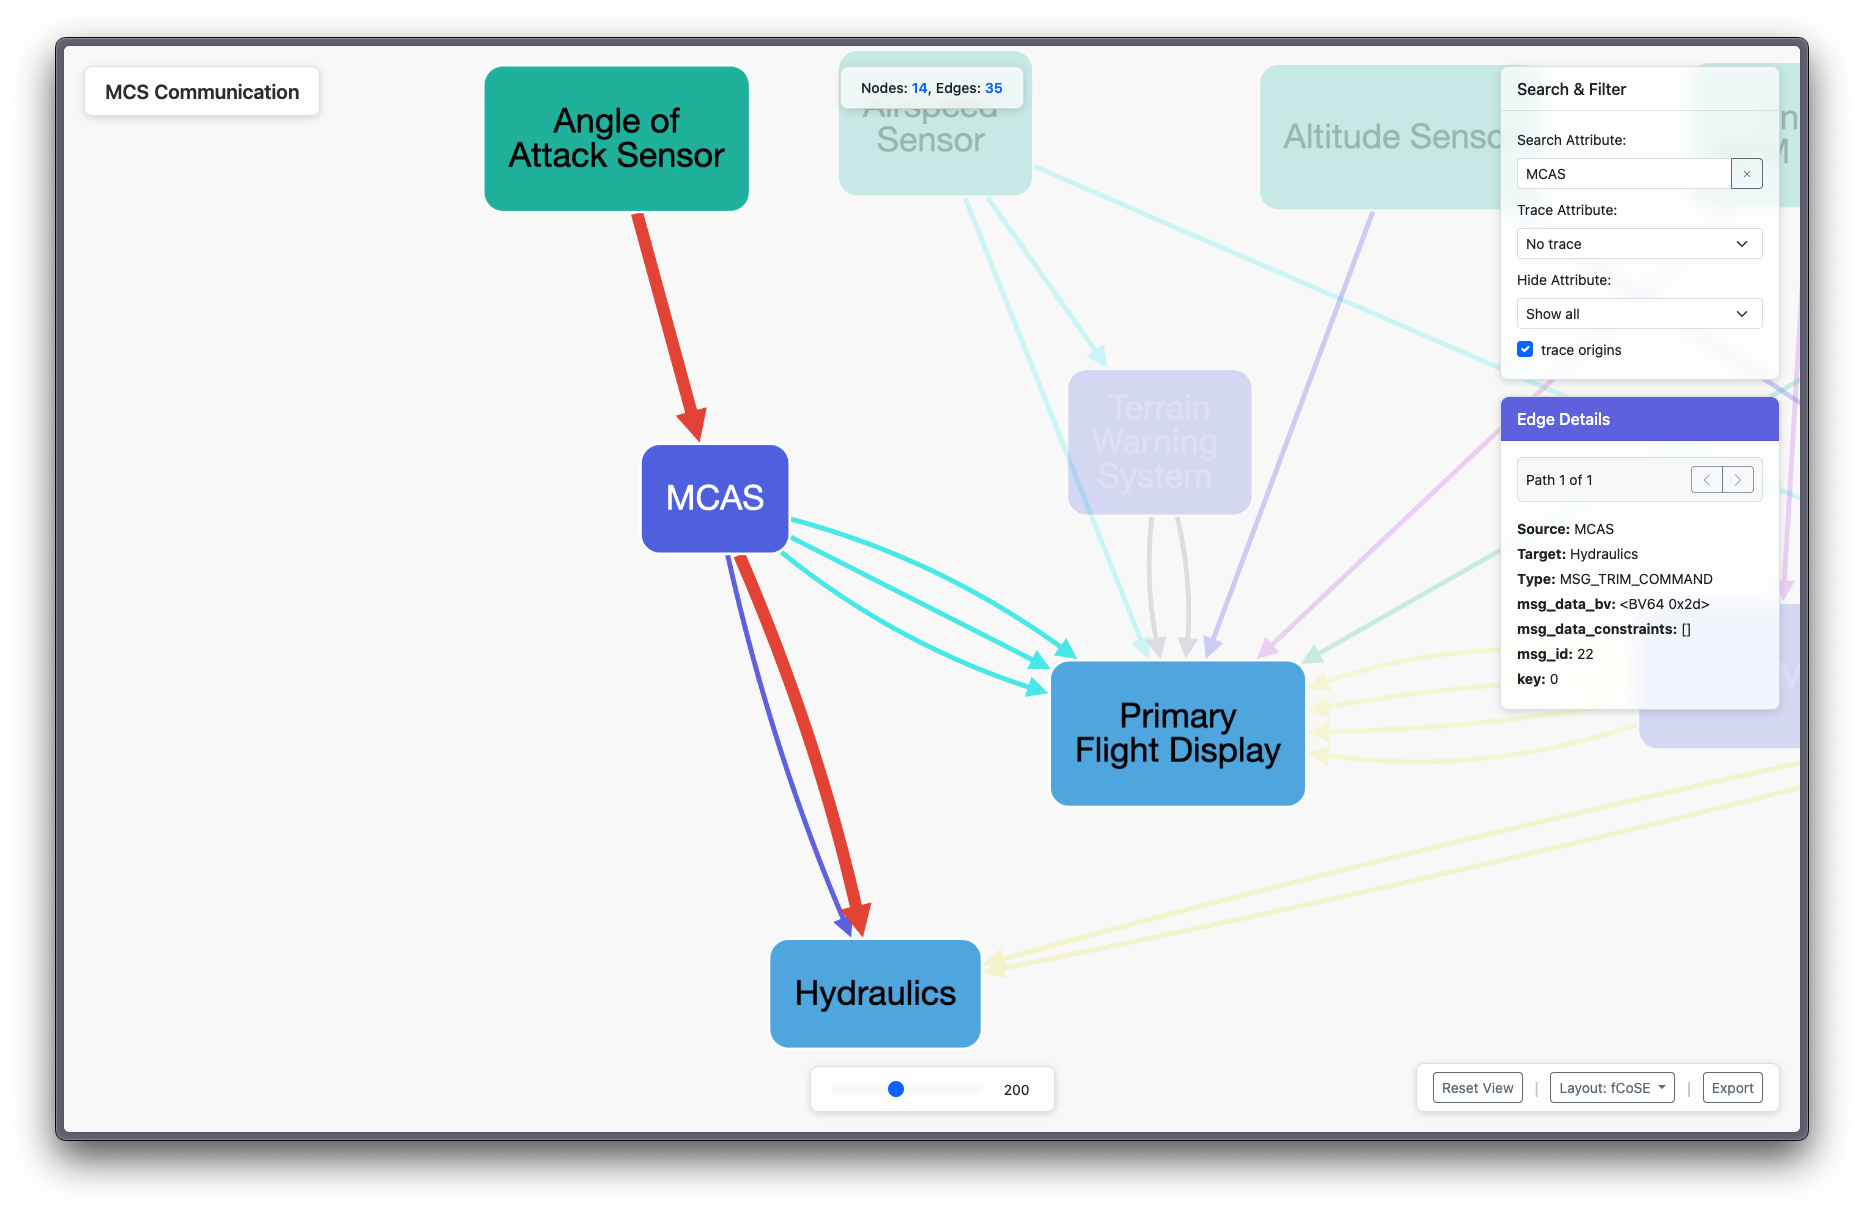 MCS Communication
Angle of
Attack Sensor
Nodes: 14, Edges: 35
Airspeed
Sensor
Altitude Senso
Search & Filter
Search Attribute:
MCAS
×
Trace Attribute:
No trace
Hide Attribute:
Show all
trace origins
Terrain
Warning
System
Edge Details
Path 1 of 1
Source: MCAS
Target: Hydraulics
Type: MSG_TRIM_COMMAND
msg_data_bv: <BV64 0x2d>
msg_data_constraints: []
msg_id: 22
key: 0
MCAS
Primary
Flight Display
Hydraulics
200
Reset View | Layout: fCoSE | Export